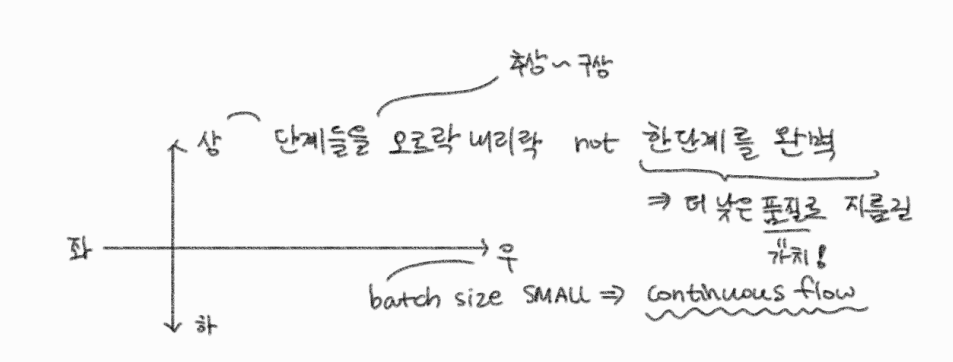 추상~구상
상 단계들을 오르락 내리락 not 한단계를 완벽
⇒ 더 낮은 품질로 지름길
좌 우
"가치!
batch size SMALL ⇒ continuous flow
하